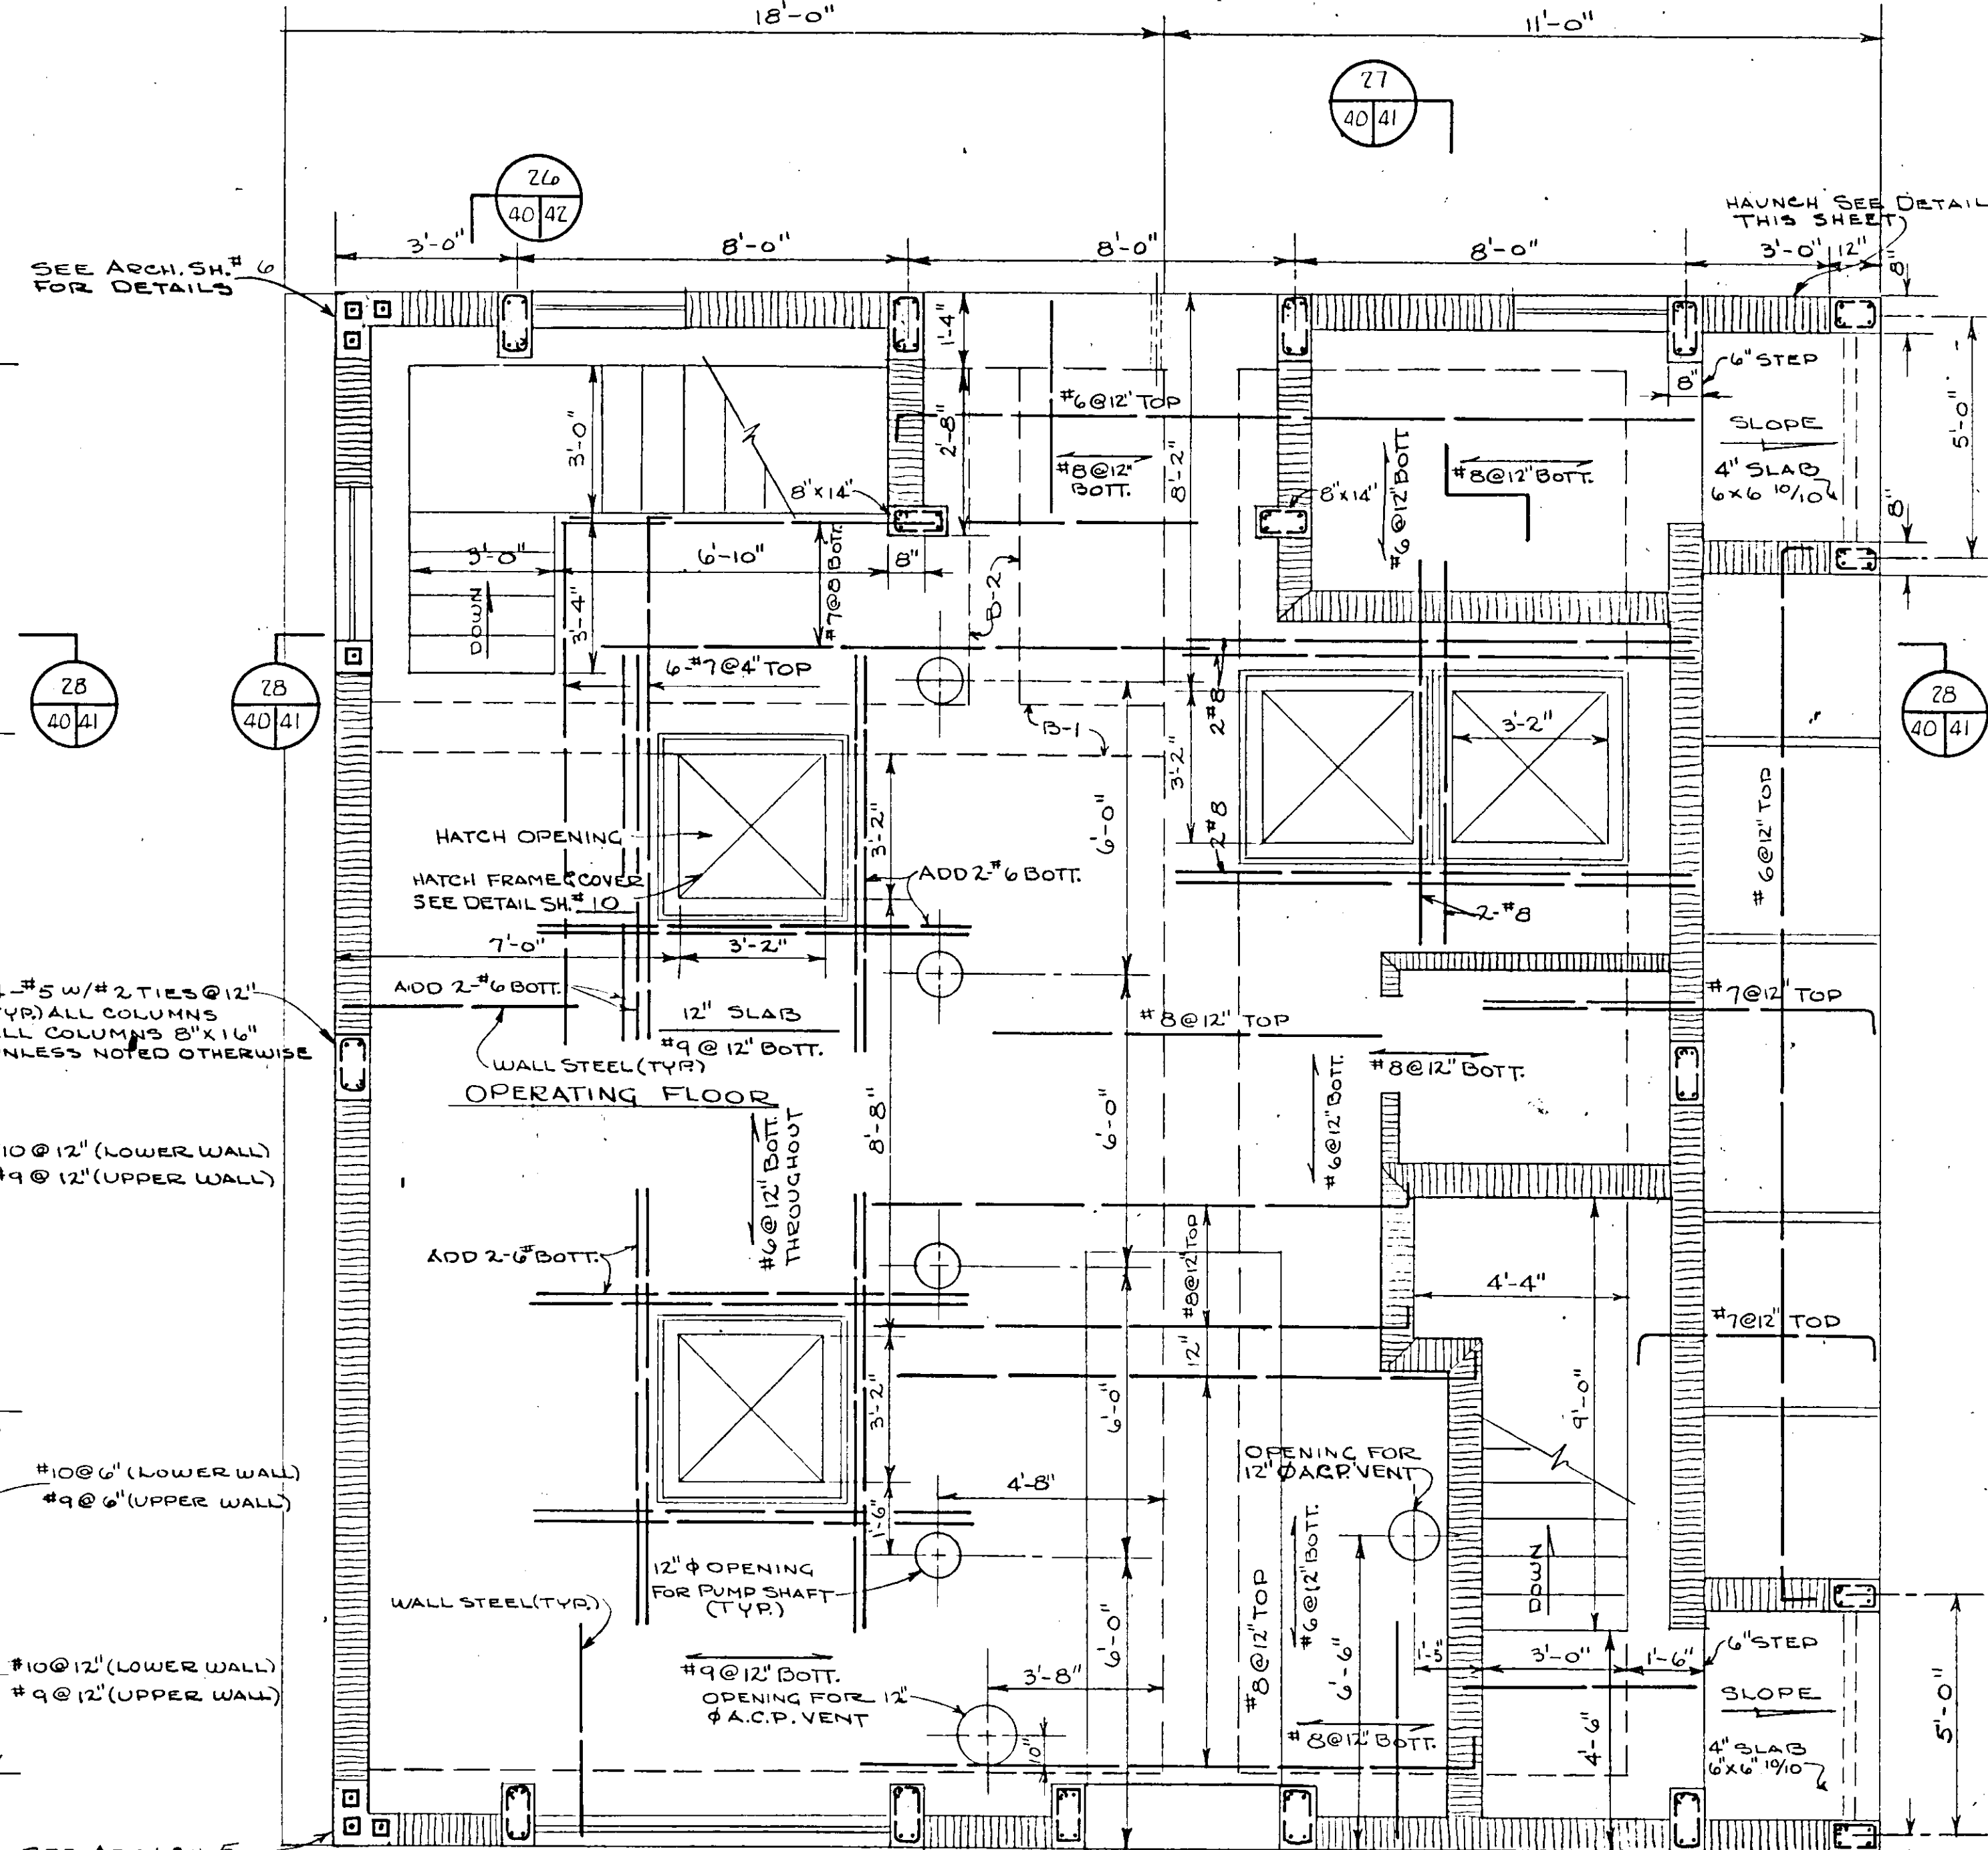 18'-0"
11'-0"
27
40 41
26
40 42
HAUNCH SEE DETAIL
THIS SHEET
3'-0"
8'-0"
8'-0"
8'-0"
3'-0"
12"
8"
SEE ARCH. SH.# 6
FOR DETAILS
1'-4"
2'-8"
3'-0"
#6@12" TOP
8"
6" STEP
SLOPE
4" SLAB
6x6 10/10
5'-0"
8"
#8@12"
BOTT.
8'-2"
#6@12" BOTT
#8@12" BOTT.
8"x14"
8"x14"
3'-0"
6'-10"
8"
DOWN
3'-4"
#7@8 BOTT.
B-2
6-#7@4" TOP
28
40 41
28
40 41
28
40 41
2#8
3'-2"
B-1
3'-2"
2#8
HATCH OPENING
3'-2"
6'-0"
#6@12" TOP
HATCH FRAME & COVER
SEE DETAIL SH.# 10
ADD 2-#6 BOTT.
2-#8
7'-0"
3'-2"
-#5 W/#2 TIES@12"
YP.) ALL COLUMNS
LL COLUMNS 8"x16"
NLESS NOTED OTHERWISE
ADD 2-#6 BOTT.
12" SLAB
#9@12" BOTT.
#8@12" TOP
#7@12" TOP
WALL STEEL (TYP.)
#8@12" BOTT.
OPERATING FLOOR
#6@12" BOTT.
THROUGHOUT
8'-8"
6'-0"
#6@12" BOTT.
10@12" (LOWER WALL)
#9@12" (UPPER WALL)
ADD 2-6# BOTT.
#8@12" TOP
4'-4"
#7@12" TOP
12"
3'-2"
6'-0"
9'-0"
OPENING FOR
12" Ø A.C.P. VENT
#10@6" (LOWER WALL)
#9@6" (UPPER WALL)
4'-8"
1'-6"
12" ϕ OPENING
FOR PUMP SHAFT
(TYP.)
WALL STEEL (TYP.)
#6@12" BOTT.
#8@12" TOP
DOWN
6'-0"
6'-6"
1'-5"
3'-0"
1'-6"
6" STEP
#10@12" (LOWER WALL)
#9@12" (UPPER WALL)
#9@12" BOTT.
3'-8"
OPENING FOR 12"
ϕ A.C.P. VENT
SLOPE
10"
#8@12" BOTT.
4'-6"
4" SLAB
6"x6" 10/10
5'-0"